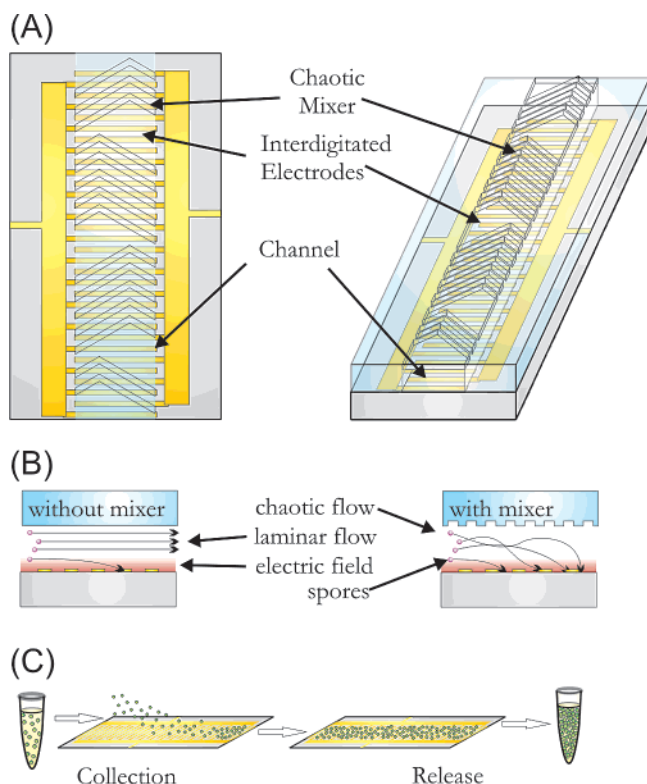 (A)
Chaotic
Mixer
Interdigitated
Electrodes
Channel
(B)
without mixer
chaotic flow
laminar flow
electric field
spores
with mixer
(C)
Collection
Release